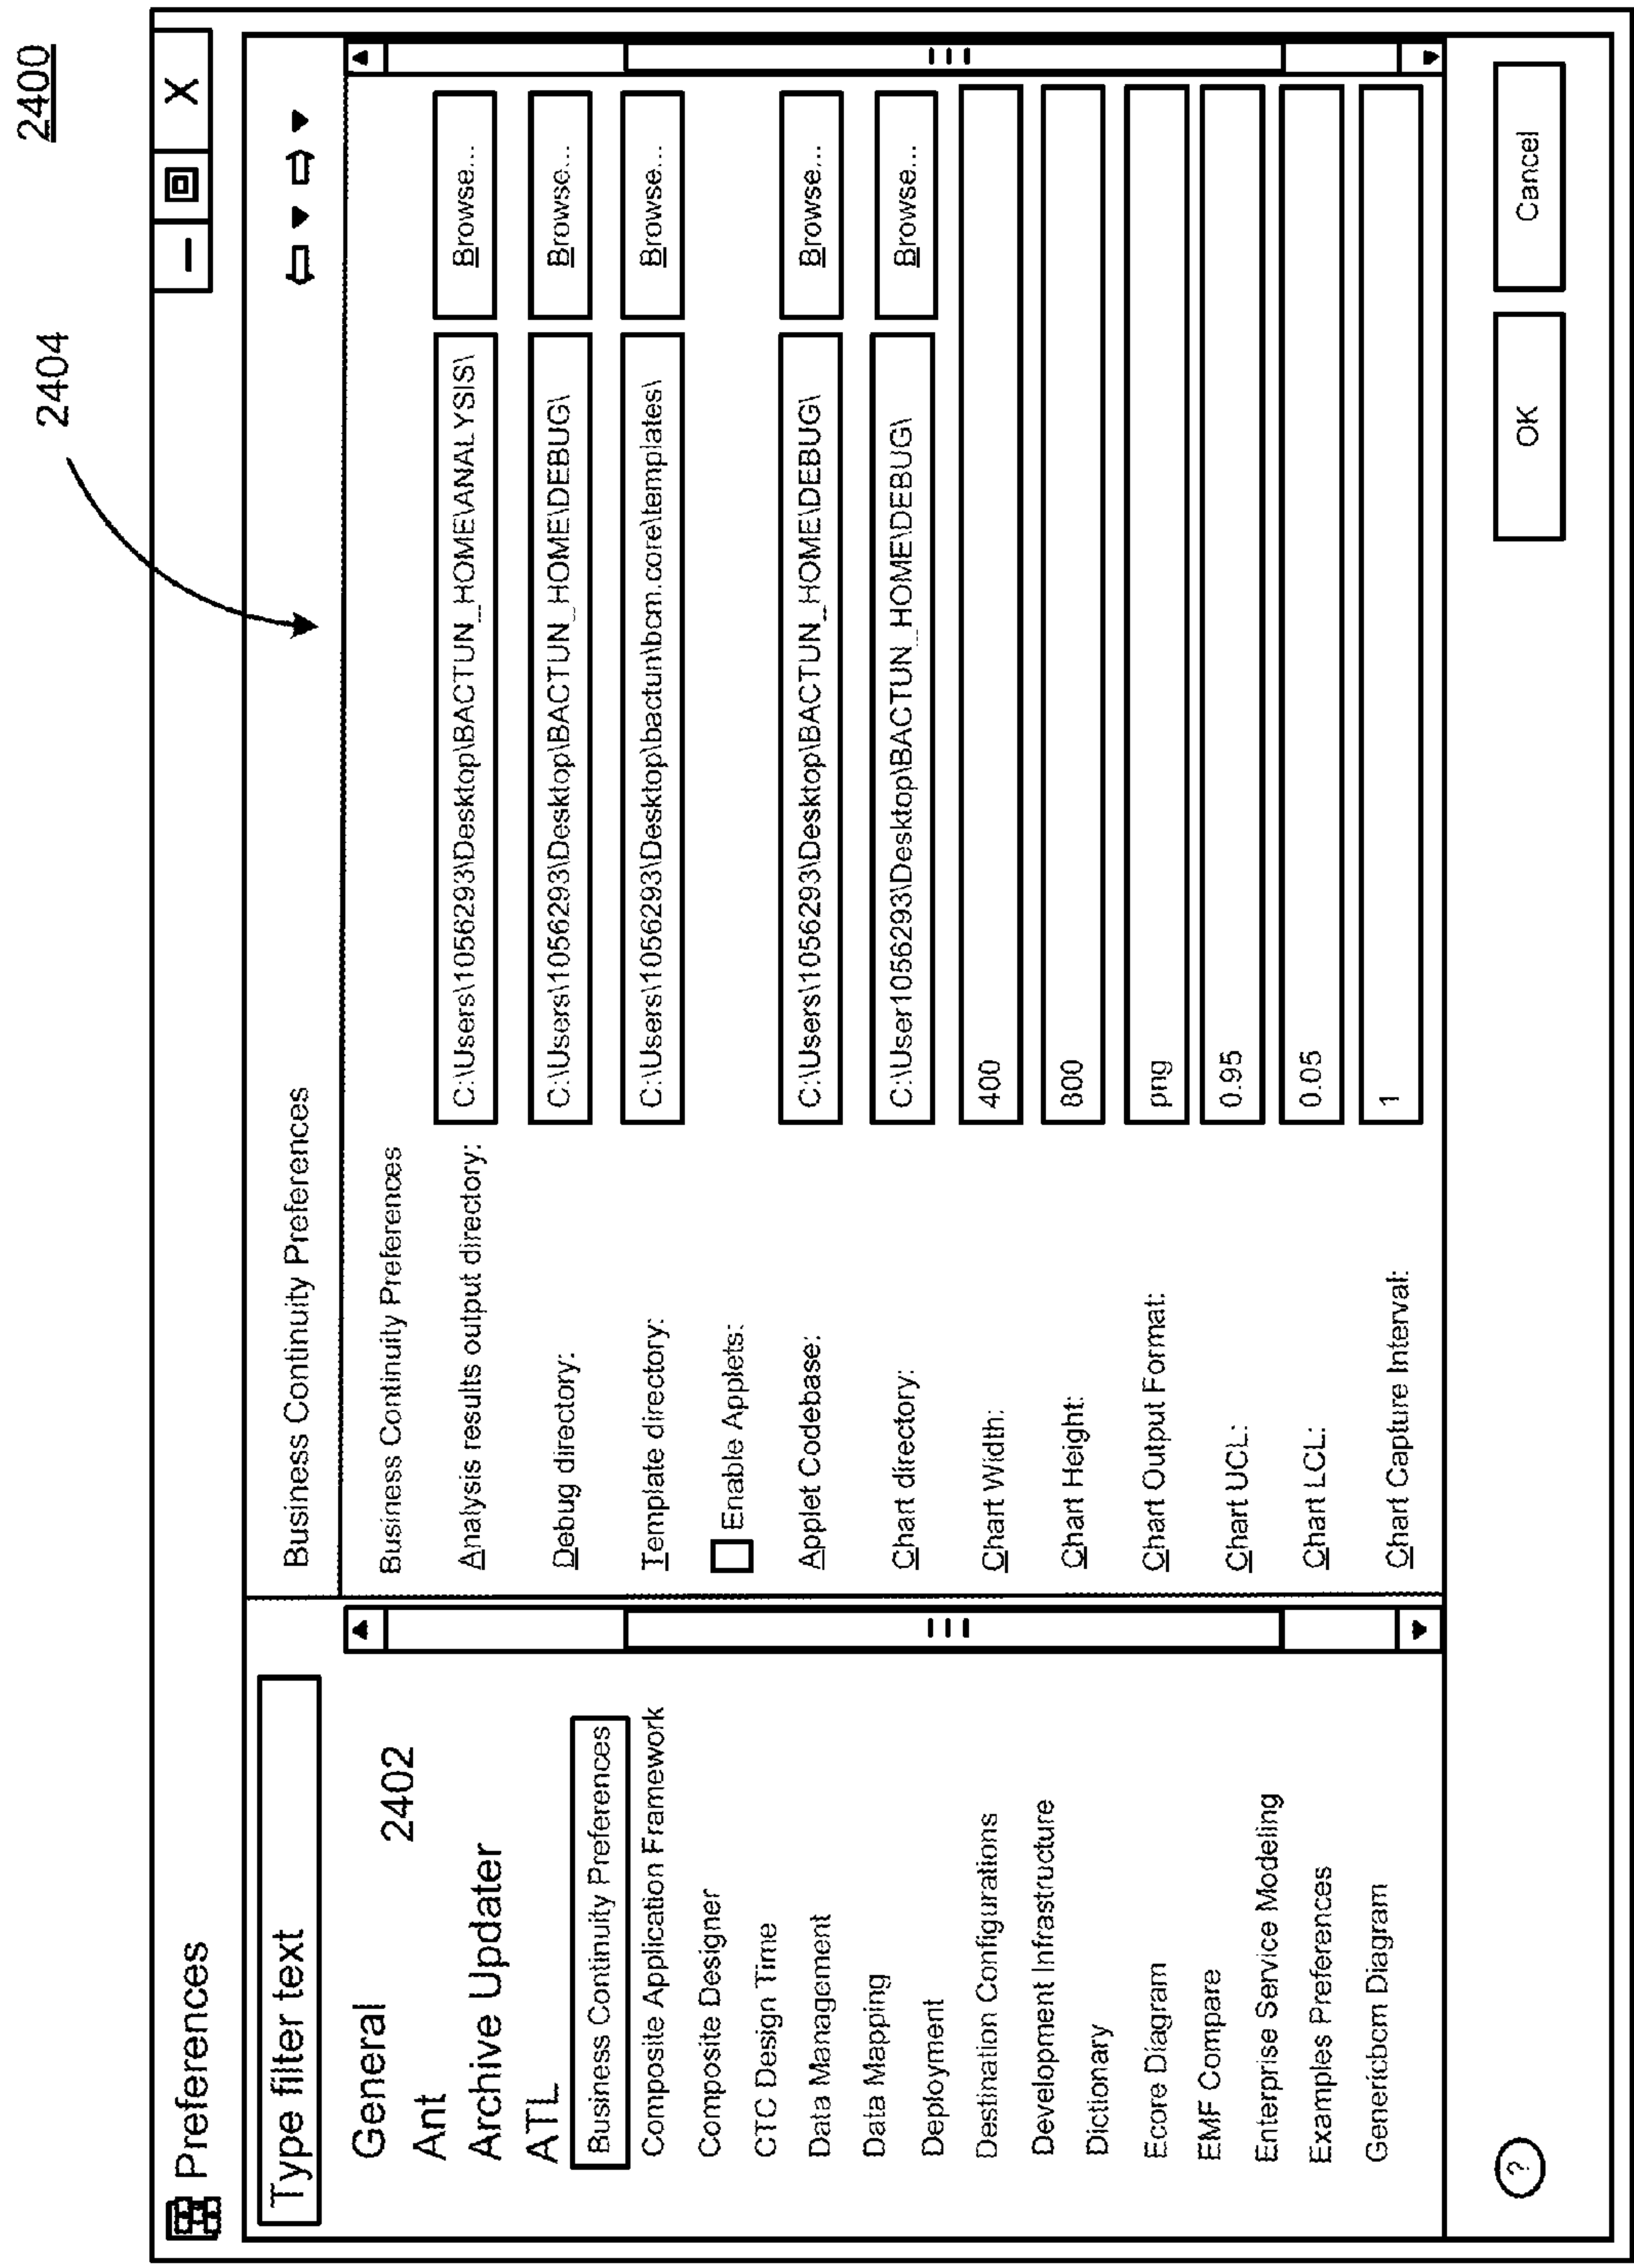 2400
2404
Preferences
X
Type filter text
General
2402
Ant
Archive Updater
ATL
Business Continuity Preferences
Composite Application Framework
Composite Designer
CTC Design Time
Data Management
Data Mapping
Deployment
Destination Configurations
Development Infrastructure
Dictionary
Ecore Diagram
EMF Compare
Enterprise Service Modeling
Examples Preferences
Genericbcm Diagram
Business Continuity Preferences
Business Continuity Preferences
Analysis results output directory: C:\Users\1056293\Desktop\BACTUN_HOME\ANALYSIS\ Browse...
Debug directory: C:\Users\1056293\Desktop\BACTUN_HOME\DEBUG\ Browse...
Template directory: C:\Users\1056293\Desktop\bactun\bcm.core\templates\ Browse...
Enable Applets:
Applet Codebase: C:\Users\1056293\Desktop\BACTUN_HOME\DEBUG\ Browse...
Chart directory: C:\User1056293\Desktop\BACTUN_HOME\DEBUG\ Browse...
Chart Width: 400
Chart Height: 800
Chart Output Format: png
Chart UCL: 0.95
Chart LCL: 0.05
Chart Capture Interval: 1
?
OK
Cancel